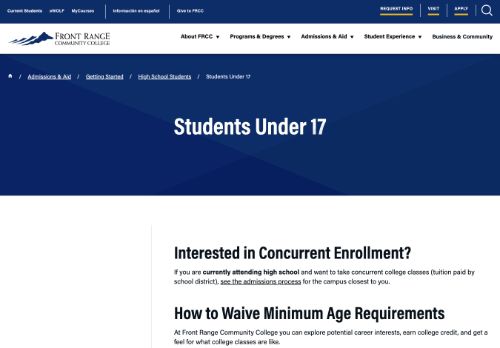 Current Students eWOLF MyCourses Información en español Give to FRCC REQUEST INFO VISIT APPLY
FRONT RANGE
COMMUNITY COLLEGE
About FRCC ▼ Programs & Degrees ▼ Admissions & Aid ▼ Student Experience ▼ Business & Community
/ Admissions & Aid / Getting Started / High School Students / Students Under 17
Students Under 17
Interested in Concurrent Enrollment?
If you are currently attending high school and want to take concurrent college classes (tuition paid by
school district), see the admissions process for the campus closest to you.
How to Waive Minimum Age Requirements
At Front Range Community College you can explore potential career interests, earn college credit, and get a
feel for what college classes are like.